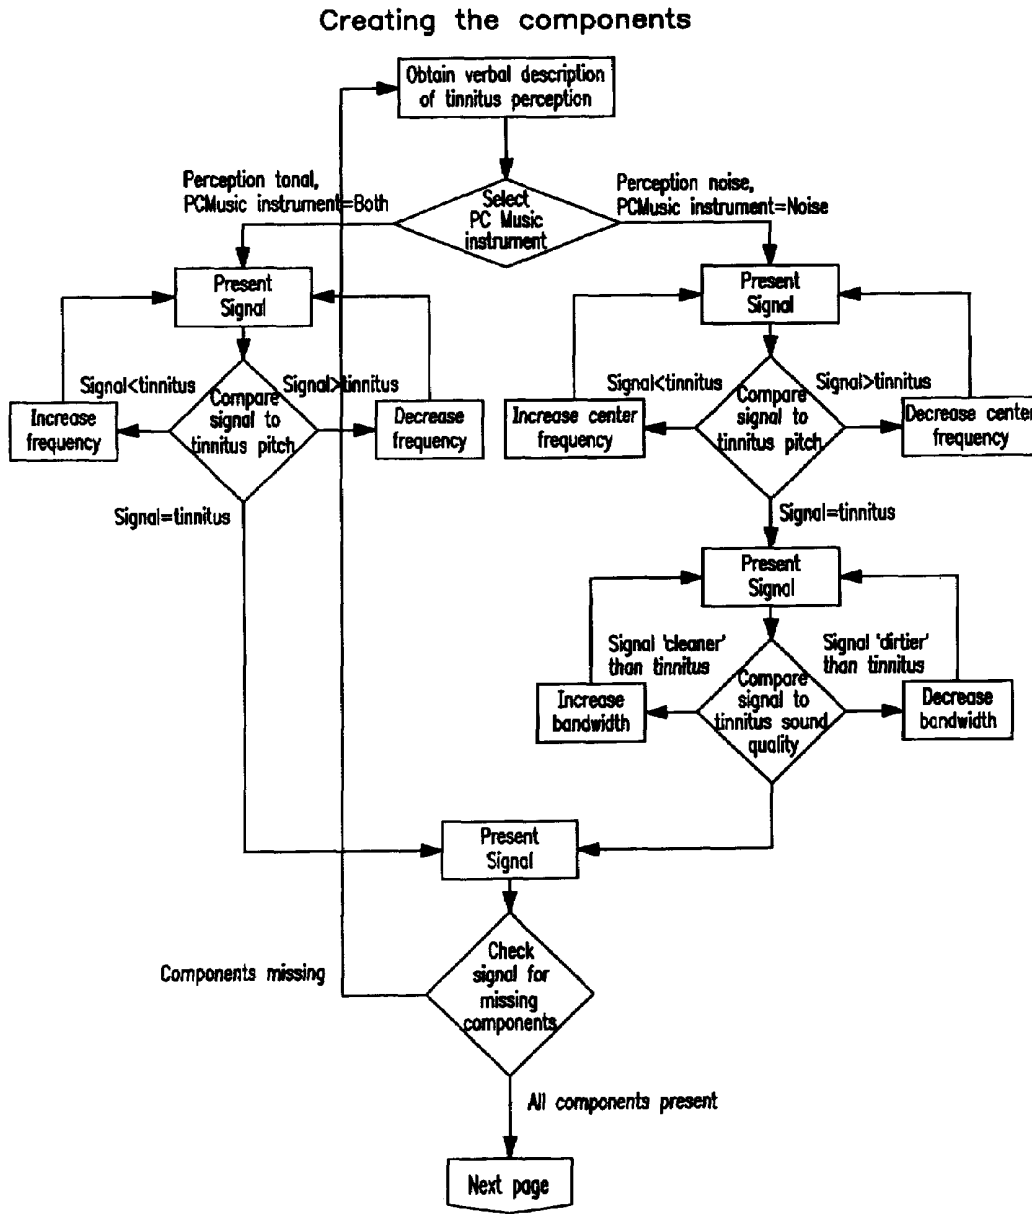 Creating the components
Obtain verbal description
of tinnitus perception
Perception tonal,
PCMusic instrument=Both
Select
PC Music
instrument
Perception noise,
PCMusic instrument=Noise
Present
Signal
Present
Signal
Signal<tinnitus
Signal>tinnitus
Increase
frequency
Compare
signal to
tinnitus pitch
Decrease
frequency
Signal<tinnitus
Signal>tinnitus
Increase center
frequency
Compare
signal to
tinnitus pitch
Decrease center
frequency
Signal=tinnitus
Signal=tinnitus
Present
Signal
Signal 'cleaner'
than tinnitus
Signal 'dirtier'
than tinnitus
Increase
bandwidth
Compare
signal to
tinnitus sound
quality
Decrease
bandwidth
Present
Signal
Components missing
Check
signal for
missing
components
All components present
Next page